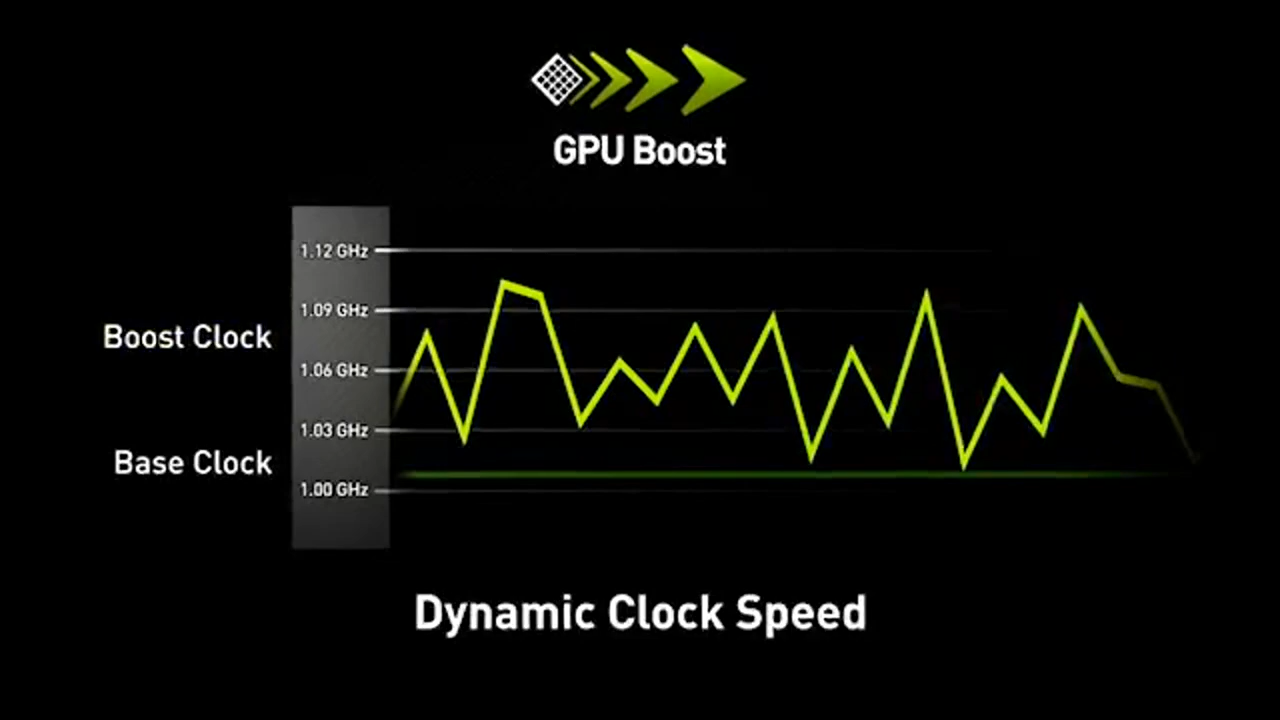 GPU Boost
1.12 GHz
1.09 GHz
Boost Clock
1.06 GHz
1.03 GHz
Base Clock
1.00 GHz
Dynamic Clock Speed